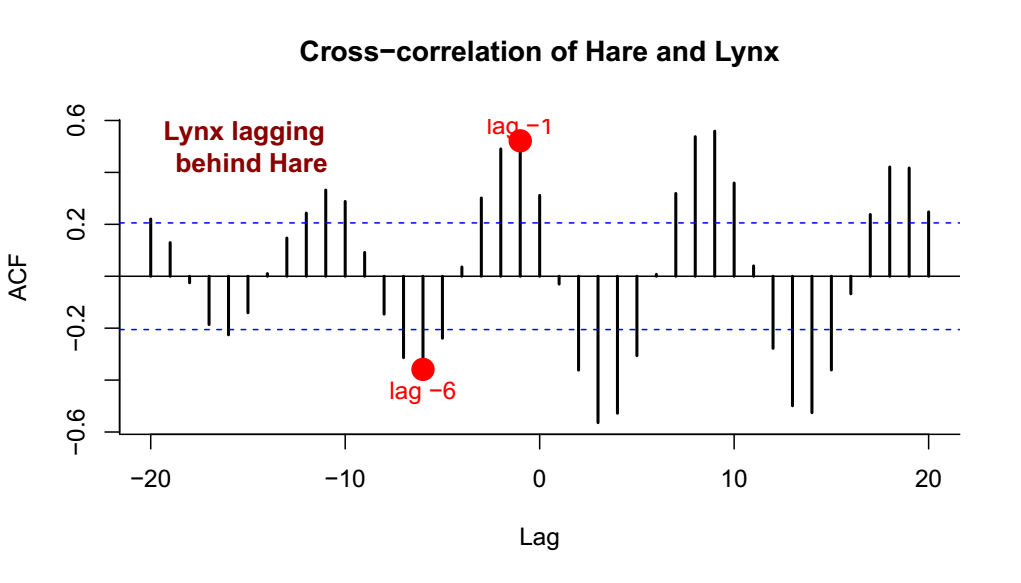 Cross−correlation of Hare and Lynx
Lynx lagging
behind Hare
lag −1
lag −6
ACF
0.6
0.2
−0.2
−0.6
−20
−10
0
10
20
Lag